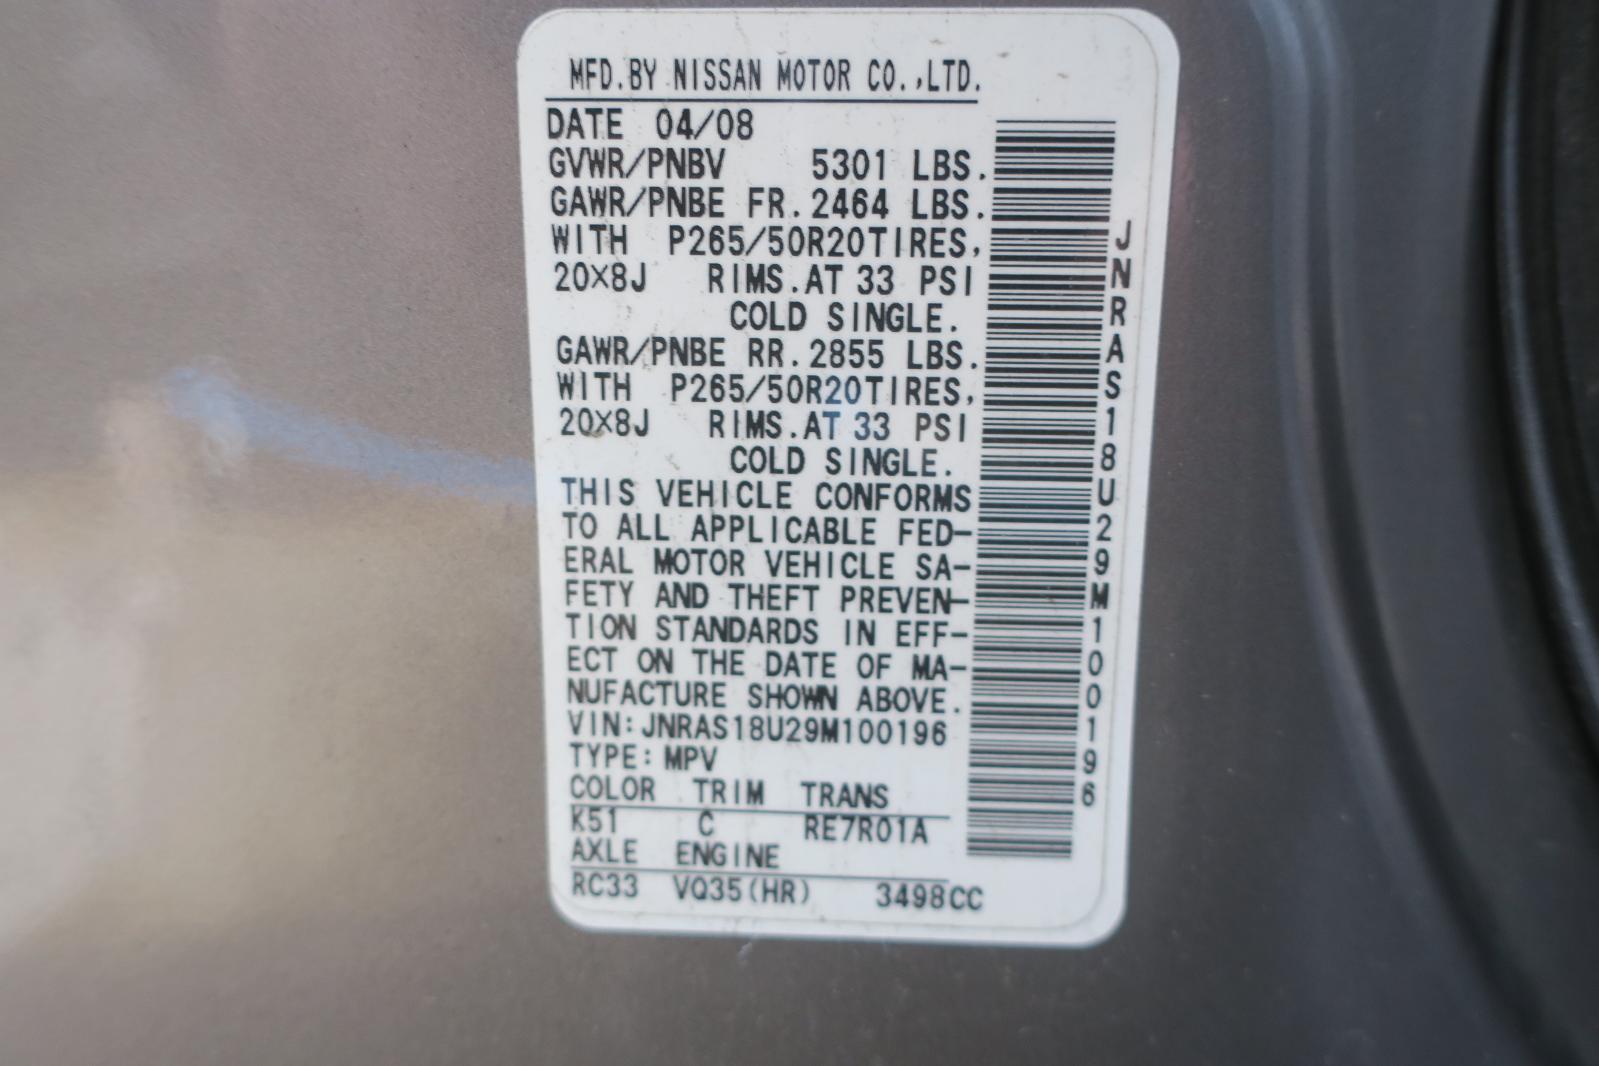 MFD.BY NISSAN MOTOR CO.,LTD.
DATE 04/08
GVWR/PNBV 5301 LBS.
GAWR/PNBE FR.2464 LBS.
WITH P265/50R20TIRES,
20×8J RIMS.AT 33 PSI
COLD SINGLE.
GAWR/PNBE RR.2855 LBS.
WITH P265/50R20TIRES,
20×8J RIMS.AT 33 PSI
COLD SINGLE.
THIS VEHICLE CONFORMS
TO ALL APPLICABLE FED-
ERAL MOTOR VEHICLE SA-
FETY AND THEFT PREVEN-
TION STANDARDS IN EFF-
ECT ON THE DATE OF MA-
NUFACTURE SHOWN ABOVE.
VIN:JNRAS18U29M100196
TYPE:MPV
COLOR TRIM TRANS
K51 C RE7R01A
AXLE ENGINE
RC33 VQ35(HR) 3498CC
JNRAS18U29M100196